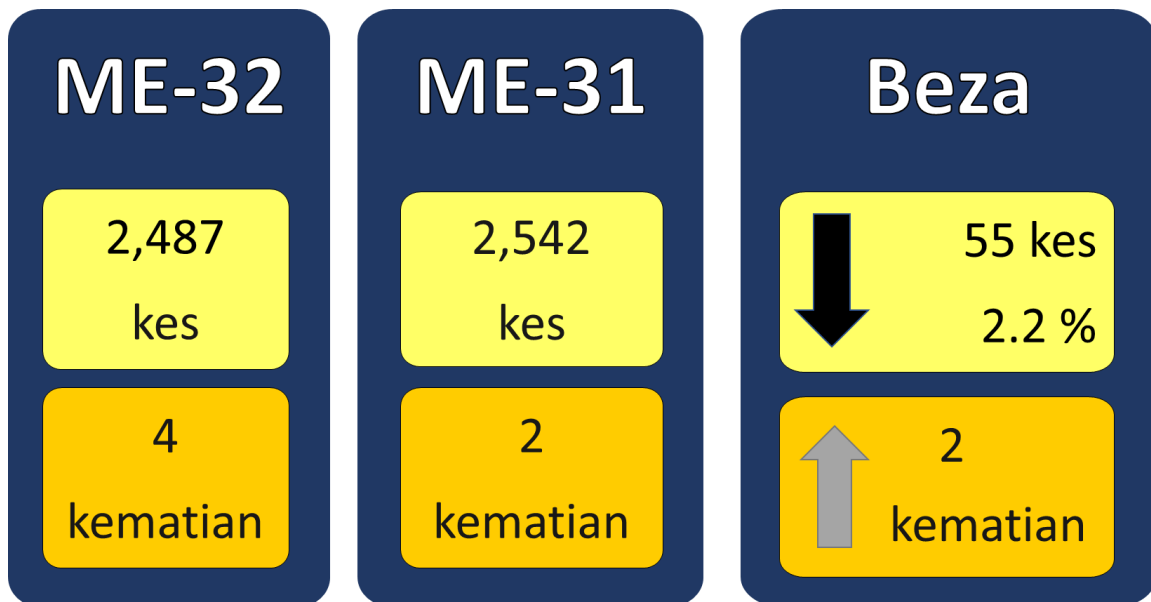 ME-32
2,487
kes
4
kematian
ME-31
2,542
kes
2
kematian
Beza
55 kes
2.2 %
2
kematian